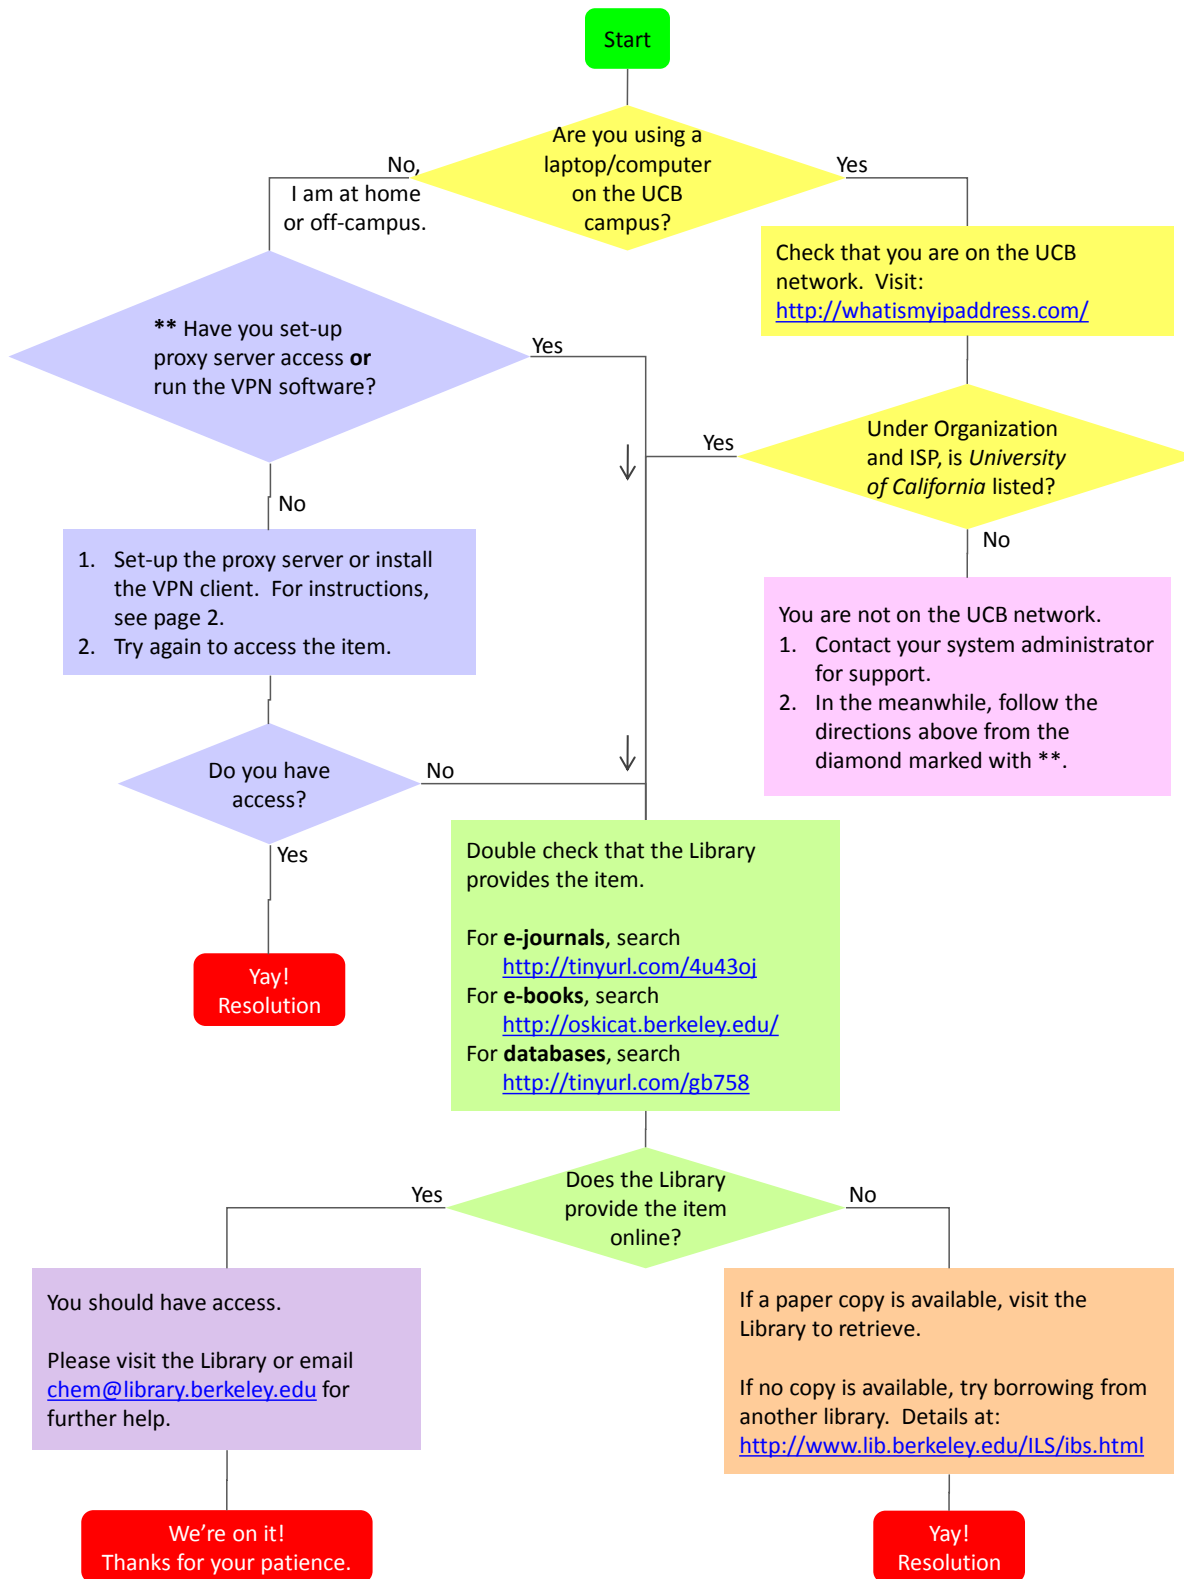 Start
Are you using a
laptop/computer
on the UCB
campus?
No,
I am at home
or off-campus.
Yes
Check that you are on the UCB
network.  Visit:
http://whatismyipaddress.com/
** Have you set-up
proxy server access or
run the VPN software?
Yes
Yes
Under Organization
and ISP, is University
of California listed?
No
No
1. Set-up the proxy server or install
the VPN client.  For instructions,
see page 2.
2. Try again to access the item.
You are not on the UCB network.
1. Contact your system administrator
for support.
2. In the meanwhile, follow the
directions above from the
diamond marked with **.
Do you have
access?
No
Yes
Yay!
Resolution
Double check that the Library
provides the item.
For e-journals, search
http://tinyurl.com/4u43oj
For e-books, search
http://oskicat.berkeley.edu/
For databases, search
http://tinyurl.com/gb758
Does the Library
provide the item
online?
Yes
No
You should have access.
Please visit the Library or email
chem@library.berkeley.edu for
further help.
If a paper copy is available, visit the
Library to retrieve.
If no copy is available, try borrowing from
another library.  Details at:
http://www.lib.berkeley.edu/ILS/ibs.html
We’re on it!
Thanks for your patience.
Yay!
Resolution